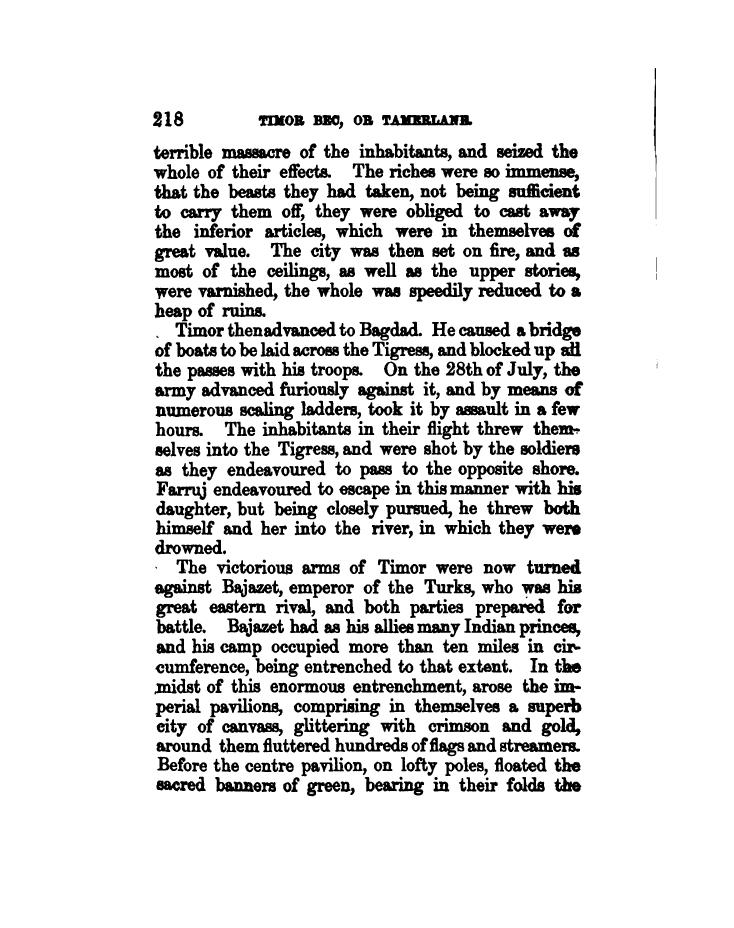 218 TIMOR BEC, OR TAMERLANE.
terrible massacre of the inhabitants, and seized the
whole of their effects. The riches were so immense,
that the beasts they had taken, not being sufficient
to carry them off, they were obliged to cast away
the inferior articles, which were in themselves of
great value. The city was then set on fire, and as
most of the ceilings, as well as the upper stories,
were varnished, the whole was speedily reduced to a
heap of ruins.
Timor then advanced to Bagdad. He caused a bridge
of boats to be laid across the Tigress, and blocked up all
the passes with his troops. On the 28th of July, the
army advanced furiously against it, and by means of
numerous scaling ladders, took it by assault in a few
hours. The inhabitants in their flight threw them-
selves into the Tigress, and were shot by the soldiers
as they endeavoured to pass to the opposite shore.
Farruj endeavoured to escape in this manner with his
daughter, but being closely pursued, he threw both
himself and her into the river, in which they were
drowned.
The victorious arms of Timor were now turned
against Bajazet, emperor of the Turks, who was his
great eastern rival, and both parties prepared for
battle. Bajazet had as his allies many Indian princes,
and his camp occupied more than ten miles in cir-
cumference, being entrenched to that extent. In the
midst of this enormous entrenchment, arose the im-
perial pavilions, comprising in themselves a superb
city of canvass, glittering with crimson and gold,
around them fluttered hundreds of flags and streamers.
Before the centre pavilion, on lofty poles, floated the
sacred banners of green, bearing in their folds the